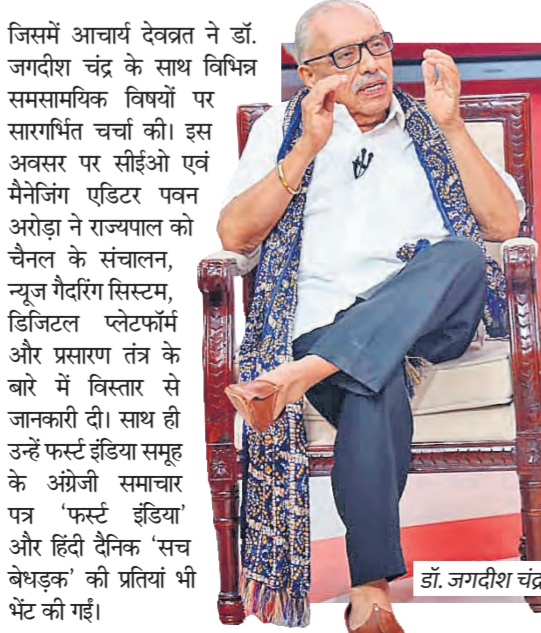 जिसमें आचार्य देवव्रत ने डॉ.
जगदीश चंद्र के साथ विभिन्न
समसामयिक विषयों पर
सारगर्भित चर्चा की। इस
अवसर पर सीईओ एवं
मैनेजिंग एडिटर पवन
अरोड़ा ने राज्यपाल को
चैनल के संचालन,
न्यूज गैदरिंग सिस्टम,
डिजिटल प्लेटफॉर्म
और प्रसारण तंत्र के
बारे में विस्तार से
जानकारी दी। साथ ही
उन्हें फर्स्ट इंडिया समूह
के अंग्रेजी समाचार
पत्र ‘फर्स्ट इंडिया’
और हिंदी दैनिक ‘सच
बेधड़क’ की प्रतियां भी
भेंट की गईं।
डॉ. जगदीश चंद्र